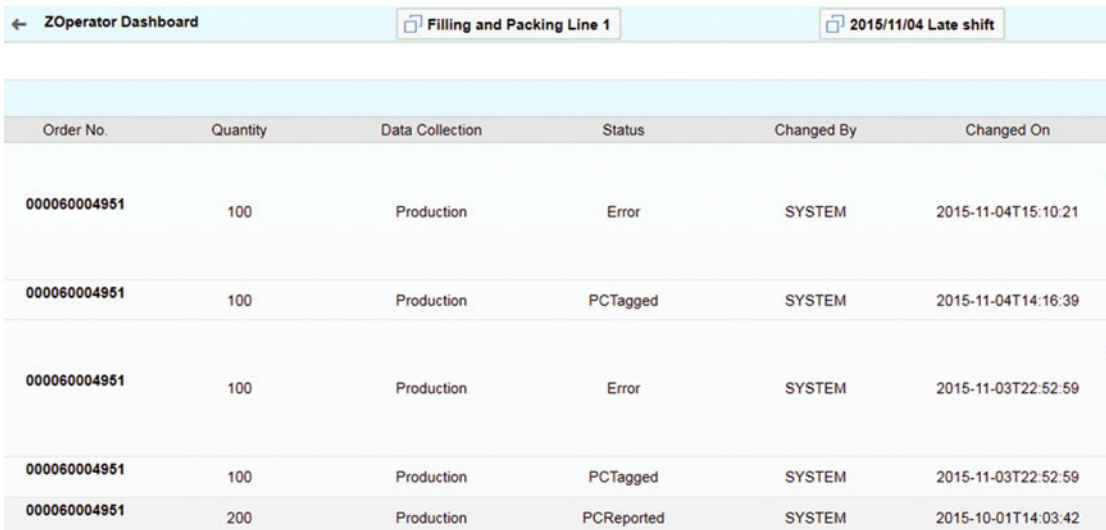 ZOperator Dashboard Filling and Packing Line 1 2015/11/04 Late shift
Order No. Quantity Data Collection Status Changed By Changed On
000060004951 100 Production Error SYSTEM 2015-11-04T15:10:21
000060004951 100 Production PCTagged SYSTEM 2015-11-04T14:16:39
000060004951 100 Production Error SYSTEM 2015-11-03T22:52:59
000060004951 100 Production PCTagged SYSTEM 2015-11-03T22:52:59
000060004951 200 Production PCReported SYSTEM 2015-10-01T14:03:42